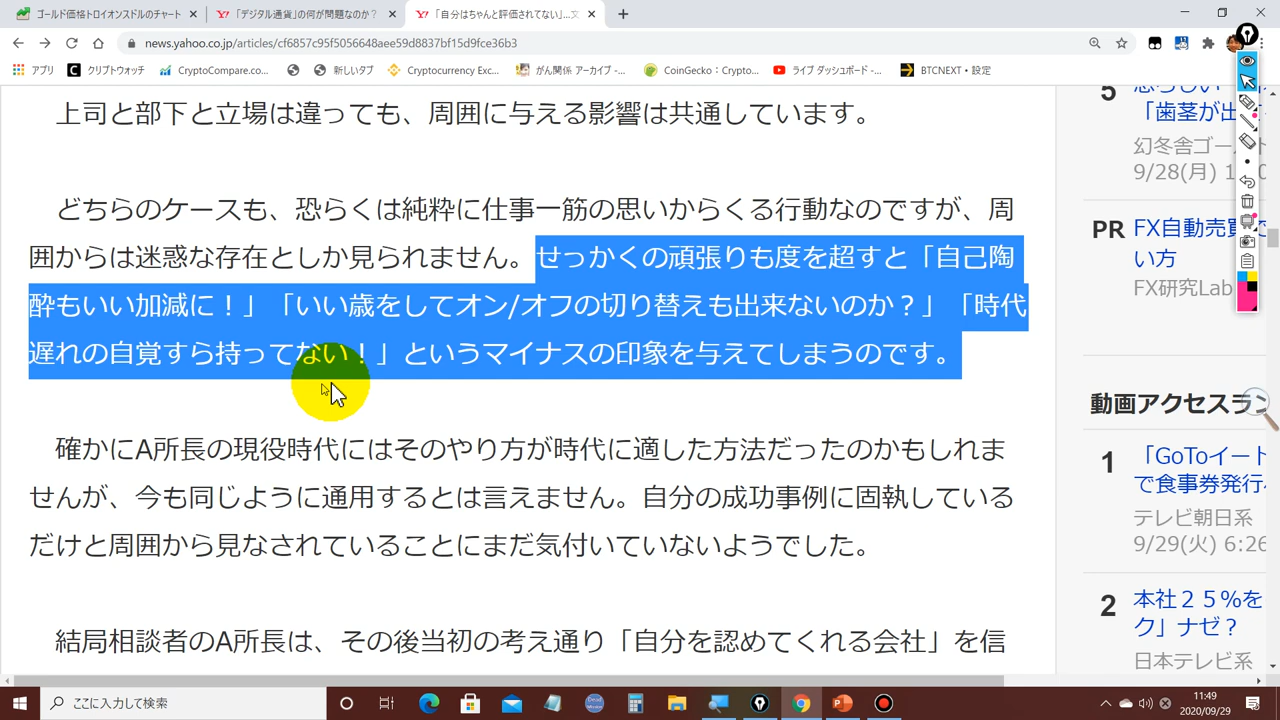 ゴールド価格トロイオンスドルのチャート
「デジタル通貨」の何が問題なのか?
「自分はちゃんと評価されてない」...文
news.yahoo.co.jp/articles/cf6857c95f5056648aee59d8837bf15d9fce36b3
アプリ
クリプトウォッチ
CryptoCompare.co...
新しいタブ
Cryptocurrency Exc...
がん関係 アーカイブ -...
CoinGecko：Crypto...
ライブ ダッシュボード -...
BTCNEXT・設定
上司と部下と立場は違っても、周囲に与える影響は共通しています。
どちらのケースも、恐らくは純粋に仕事一筋の思いからくる行動なのですが、周
囲からは迷惑な存在としか見られません。せっかくの頑張りも度を超すと「自己陶
酔もいい加減に！」「いい歳をしてオン/オフの切り替えも出来ないのか？」「時代
遅れの自覚すら持ってない！」というマイナスの印象を与えてしまうのです。
確かにA所長の現役時代にはそのやり方が時代に適した方法だったのかもしれま
せんが、今も同じように通用するとは言えません。自分の成功事例に固執している
だけと周囲から見なされていることにまだ気付いていないようでした。
結局相談者のA所長は、その後当初の考え通り「自分を認めてくれる会社」を信
5
「歯茎が出
幻冬舎ゴー
9/28(月) 1
PR FX自動売買
い方
FX研究Lab
動画アクセスラン
1
「GoToイート
で食事券発行
テレビ朝日系
9/29(火) 6:26
2
本社２５％を
ク」ナゼ？
日本テレビ系
ここに入力して検索
11:49
2020/09/29